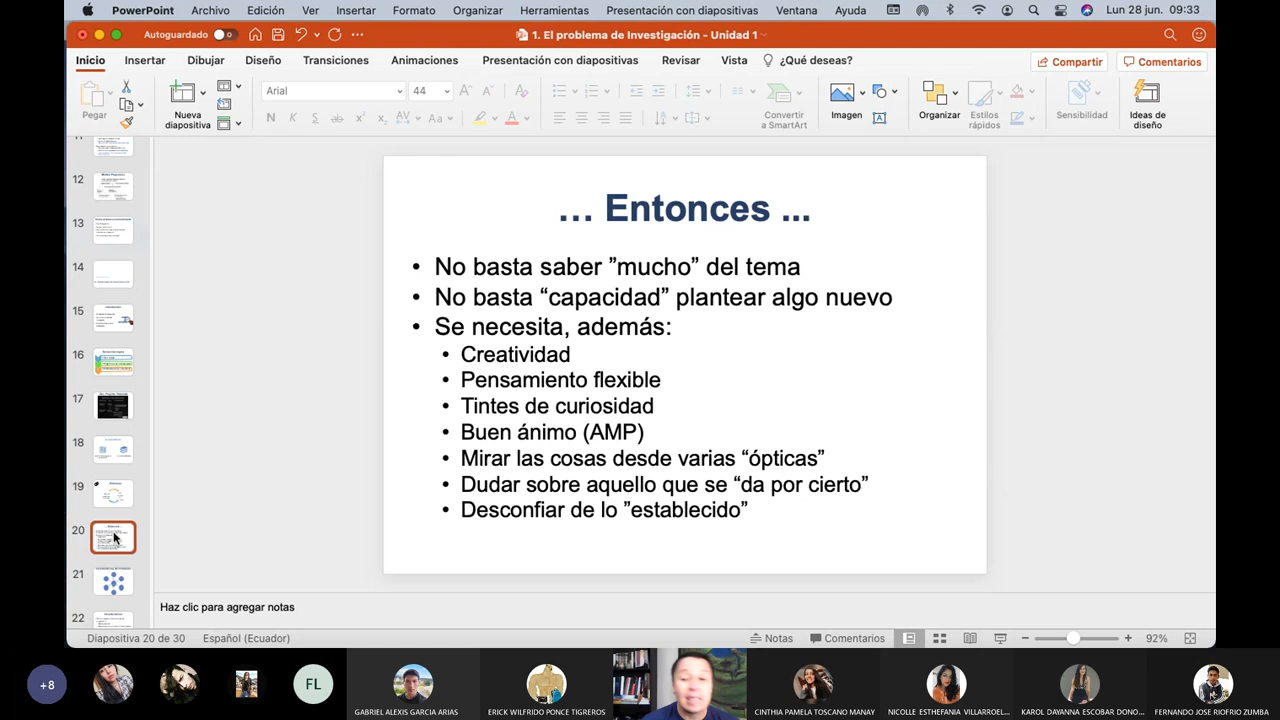 PowerPoint Archivo Edición Ver Insertar Formato Organizar Herramientas Presentación con diapositivas Ventana Ayuda Lun 28 jun. 09:33
Autoguardado 1. El problema de Investigación - Unidad 1
Inicio Insertar Dibujar Diseño Transiciones Animaciones Presentación con diapositivas Revisar Vista ¿Qué deseas? Compartir Comentarios
Arial 44
Pegar Nueva diapositiva N K S Aa Convertir a SmartArt Imagen Organizar Estilos rápidos Sensibilidad Ideas de diseño
12
13
14
15
16
17
18
19
20
21
22
… Entonces ...
• No basta saber ”mucho” del tema
• No basta “capacidad” plantear algo nuevo
• Se necesita, además:
• Creatividad
• Pensamiento flexible
• Tintes de curiosidad
• Buen ánimo (AMP)
• Mirar las cosas desde varias “ópticas”
• Dudar sobre aquello que se “da por cierto”
• Desconfiar de lo ”establecido”
Haz clic para agregar notas
Diapositiva 20 de 30 Español (Ecuador) Notas Comentarios 92%
+8 FL
GABRIEL ALEXIS GARCIA ARIAS ERICK WILFRIDO PONCE TIGREROS CINTHIA PAMELA TOSCANO MANAY NICOLLE ESTHEFANIA VILLARROEL... KAROL DAYANNA ESCOBAR DONO... FERNANDO JOSE RIOFRIO ZUMBA